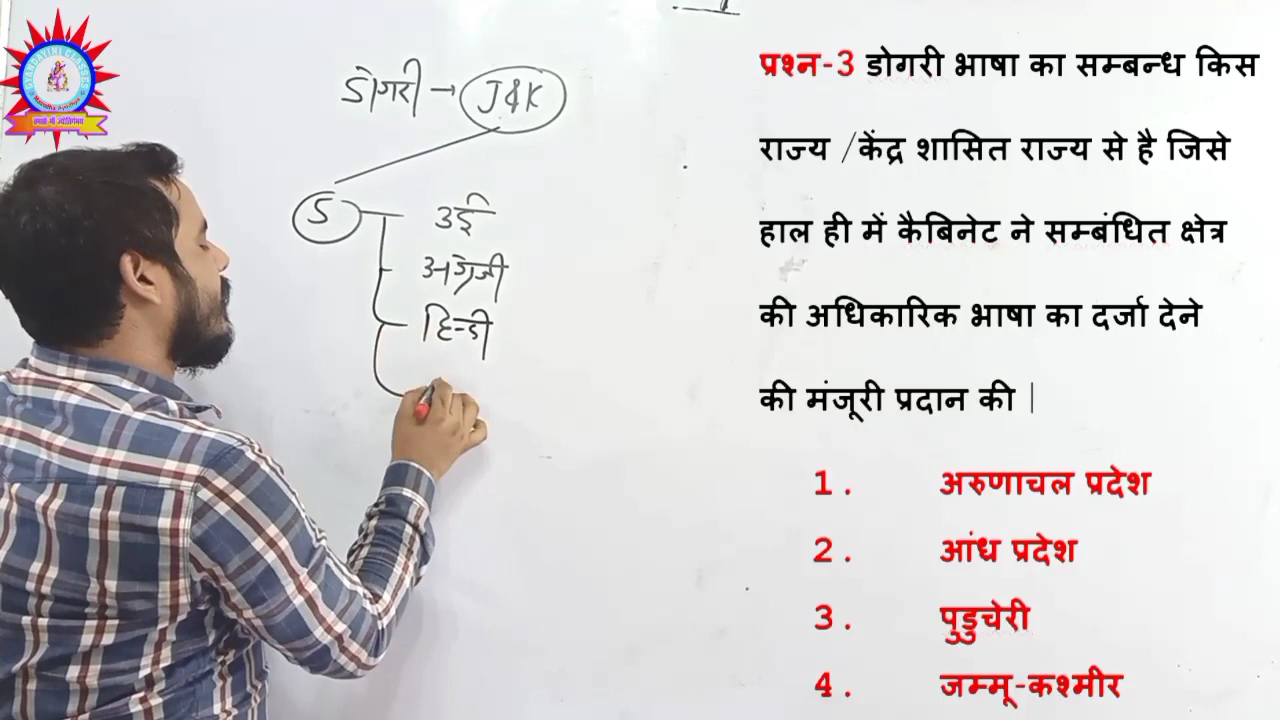 डोगरी → J&K
5
उर्दू
अंग्रेजी
हिन्दी
प्रश्न-3 डोगरी भाषा का सम्बन्ध किस
राज्य /केंद्र शासित राज्य से है जिसे
हाल ही में कैबिनेट ने सम्बंधित क्षेत्र
की अधिकारिक भाषा का दर्जा देने
की मंजूरी प्रदान की |
1. अरुणाचल प्रदेश
2. आंध प्रदेश
3. पुडुचेरी
4. जम्मू-कश्मीर